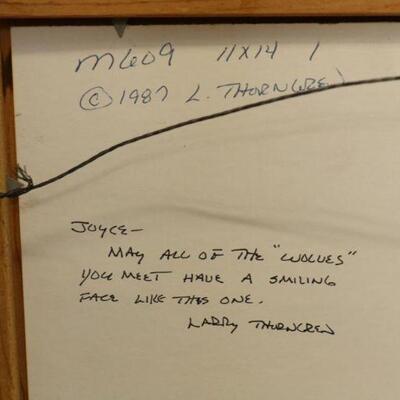 M609 11X14 1
© 1987 L. THORNGREN
JOYCE—
MAY ALL OF THE "WOLVES"
YOU MEET HAVE A SMILING
FACE LIKE THIS ONE.
LARRY THORNGREN